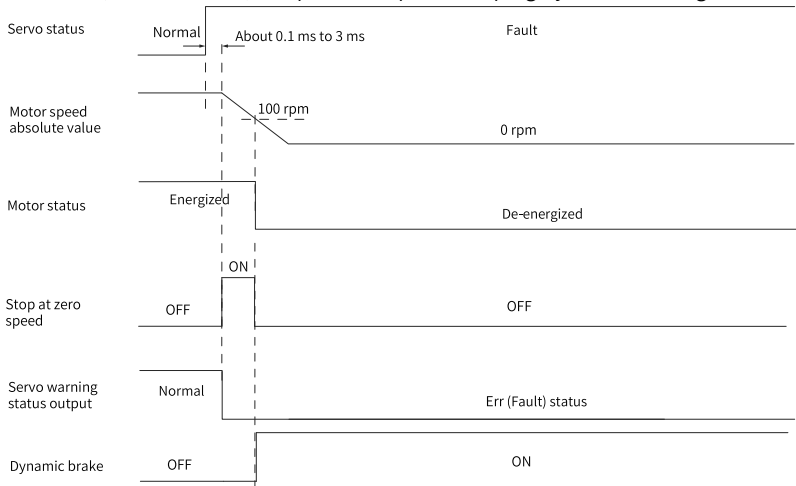 Servo status
Normal
About 0.1 ms to 3 ms
Fault
Motor speed
absolute value
100 rpm
0 rpm
Motor status
Energized
De-energized
ON
Stop at zero
speed
OFF
OFF
Servo warning
status output
Normal
Err (Fault) status
Dynamic brake
OFF
ON